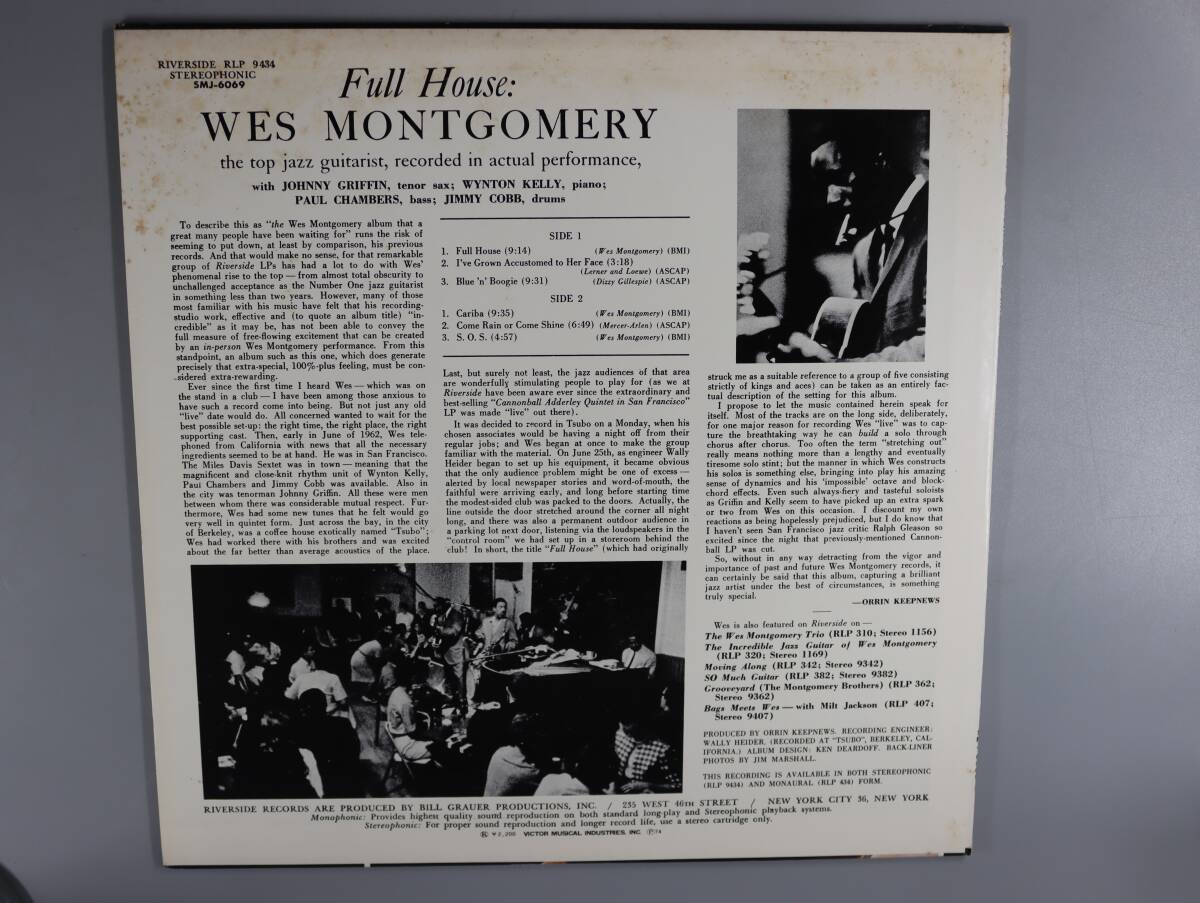 RIVERSIDE RLP 9434
STEREOPHONIC
SMJ-6069
Full House:
WES MONTGOMERY
the top jazz guitarist, recorded in actual performance,
with JOHNNY GRIFFIN, tenor sax; WYNTON KELLY, piano;
PAUL CHAMBERS, bass; JIMMY COBB, drums
To describe this as "the Wes Montgomery album that a
great many people have been waiting for" runs the risk of
seeming to put down, at least by comparison, his previous
records. And that would make no sense, for that remarkable
group of Riverside LPs has had a lot to do with Wes'
phenomenal rise to the top — from almost total obscurity to
unchallenged acceptance as the Number One jazz guitarist
in something less than two years. However, many of those
most familiar with his music have felt that his recording-
studio work, effective and (to quote an album title) "in-
credible" as it may be, has not been able to convey the
full measure of free-flowing excitement that can be created
by an in-person Wes Montgomery performance. From this
standpoint, an album such as this one, which does generate
precisely that extra-special, 100%-plus feeling, must be con-
sidered extra-rewarding.
Ever since the first time I heard Wes — which was on
the stand in a club — I have been among those anxious to
have such a record come into being. But not just any old
"live" date would do. All concerned wanted to wait for the
best possible set-up: the right time, the right place, the right
supporting cast. Then, early in June of 1962, Wes tele-
phoned from California with news that all the necessary
ingredients seemed to be at hand. He was in San Francisco.
The Miles Davis Sextet was in town — meaning that the
magnificent and close-knit rhythm unit of Wynton Kelly,
Paul Chambers and Jimmy Cobb was available. Also in
the city was tenorman Johnny Griffin. All these were men
between whom there was considerable mutual respect. Fur-
thermore, Wes had some new tunes that he felt would go
very well in quintet form. Just across the bay, in the city
of Berkeley, was a coffee house exotically named "Tsubo";
Wes had worked there with his brothers and was excited
about the far better than average acoustics of the place.
SIDE 1
1. Full House (9:14) (Wes Montgomery) (BMI)
2. I've Grown Accustomed to Her Face (3:18)
(Lerner and Loewe) (ASCAP)
3. Blue 'n' Boogie (9:31) (Dizzy Gillespie) (ASCAP)
SIDE 2
1. Cariba (9:35) (Wes Montgomery) (BMI)
2. Come Rain or Come Shine (6:49) (Mercer-Arlen) (ASCAP)
3. S. O. S. (4:57) (Wes Montgomery) (BMI)
Last, but surely not least, the jazz audiences of that area
are wonderfully stimulating people to play for (as we at
Riverside have been aware ever since the extraordinary and
best-selling "Cannonball Adderley Quintet in San Francisco"
LP was made "live" out there).
It was decided to record in Tsubo on a Monday, when his
chosen associates would be having a night off from their
regular jobs; and Wes began at once to make the group
familiar with the material. On June 25th, as engineer Wally
Heider began to set up his equipment, it became obvious
that the only audience problem might be one of excess —
alerted by local newspaper stories and word-of-mouth, the
faithful were arriving early, and long before starting time
the modest-sided club was packed to the doors. Actually, the
line outside the door stretched around the corner all night
long, and there was also a permanent outdoor audience in
a parking lot next door, listening via the loudspeakers in the
"control room" we had set up in a storeroom behind the
club! In short, the title "Full House" (which had originally
struck me as a suitable reference to a group of five consisting
strictly of kings and aces) can be taken as an entirely fac-
tual description of the setting for this album.
I propose to let the music contained herein speak for
itself. Most of the tracks are on the long side, deliberately,
for one major reason for recording Wes "live" was to cap-
ture the breathtaking way he can build a solo through
chorus after chorus. Too often the term "stretching out"
really means nothing more than a lengthy and eventually
tiresome solo stint; but the manner in which Wes constructs
his solos is something else, bringing into play his amazing
sense of dynamics and his 'impossible' octave and block-
chord effects. Even such always-fiery and tasteful soloists
as Griffin and Kelly seem to have picked up an extra spark
or two from Wes on this occasion. I discount my own
reactions as being hopelessly prejudiced, but I do know that
I haven't seen San Francisco jazz critic Ralph Gleason so
excited since the night that previously-mentioned Cannon-
ball LP was cut.
So, without in any way detracting from the vigor and
importance of past and future Wes Montgomery records, it
can certainly be said that this album, capturing a brilliant
jazz artist under the best of circumstances, is something
truly special.
—ORRIN KEEPNEWS
Wes is also featured on Riverside on —
The Wes Montgomery Trio (RLP 310; Stereo 1156)
The Incredible Jazz Guitar of Wes Montgomery
(RLP 320; Stereo 1169)
Moving Along (RLP 342; Stereo 9342)
SO Much Guitar (RLP 382; Stereo 9382)
Grooveyard (The Montgomery Brothers) (RLP 362;
Stereo 9362)
Bags Meets Wes — with Milt Jackson (RLP 407;
Stereo 9407)
PRODUCED BY ORRIN KEEPNEWS. RECORDING ENGINEER:
WALLY HEIDER. (RECORDED AT "TSUBO", BERKELEY, CAL-
IFORNIA.) ALBUM DESIGN: KEN DEARDOFF. BACK-LINER
PHOTOS BY JIM MARSHALL.
THIS RECORDING IS AVAILABLE IN BOTH STEREOPHONIC
(RLP 9434) AND MONAURAL (RLP 434) FORM.
RIVERSIDE RECORDS ARE PRODUCED BY BILL GRAUER PRODUCTIONS, INC. / 235 WEST 46TH STREET / NEW YORK CITY 36, NEW YORK
Monophonic: Provides highest quality sound reproduction on both standard long-play and Stereophonic playback systems.
Stereophonic: For proper sound reproduction and longer record life, use a stereo cartridge only.
¥2,200 VICTOR MUSICAL INDUSTRIES, INC. Ⓟ'74